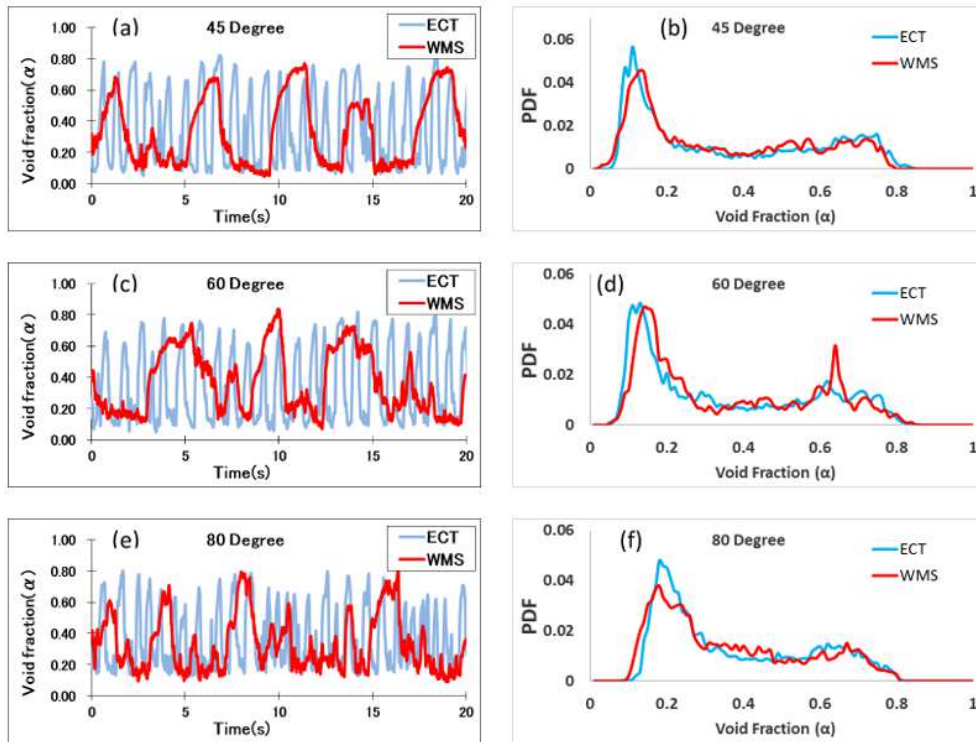 (a) 45 Degree
ECT
WMS
Void fraction(α)
1.00
0.80
0.60
0.40
0.20
0.00
0 5 10 15 20
Time(s)
(b) 45 Degree
ECT
WMS
PDF
0.06
0.04
0.02
0
0 0.2 0.4 0.6 0.8 1
Void Fraction (α)
(c) 60 Degree
ECT
WMS
Void fraction(α)
1.00
0.80
0.60
0.40
0.20
0.00
0 5 10 15 20
Time(s)
(d) 60 Degree
ECT
WMS
PDF
0.06
0.04
0.02
0
0 0.2 0.4 0.6 0.8 1
Void Fraction (α)
(e) 80 Degree
ECT
WMS
Void fraction(α)
1.00
0.80
0.60
0.40
0.20
0.00
0 5 10 15 20
Time(s)
(f) 80 Degree
ECT
WMS
PDF
0.06
0.04
0.02
0
0 0.2 0.4 0.6 0.8 1
Void Fraction (α)